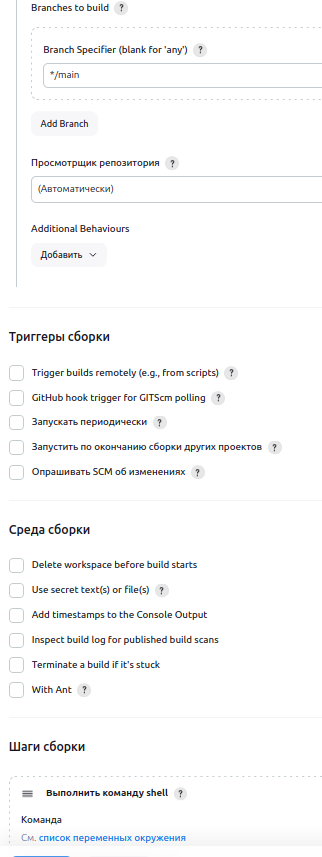 Branches to build ?
Branch Specifier (blank for 'any') ?
*/main
Add Branch
Просмотрщик репозитория ?
(Автоматически)
Additional Behaviours
Добавить
Триггеры сборки
Trigger builds remotely (e.g., from scripts) ?
GitHub hook trigger for GITScm polling ?
Запускать периодически ?
Запустить по окончанию сборки других проектов ?
Опрашивать SCM об изменениях ?
Среда сборки
Delete workspace before build starts
Use secret text(s) or file(s) ?
Add timestamps to the Console Output
Inspect build log for published build scans
Terminate a build if it's stuck
With Ant ?
Шаги сборки
Выполнить команду shell ?
Команда
См. список переменных окружения